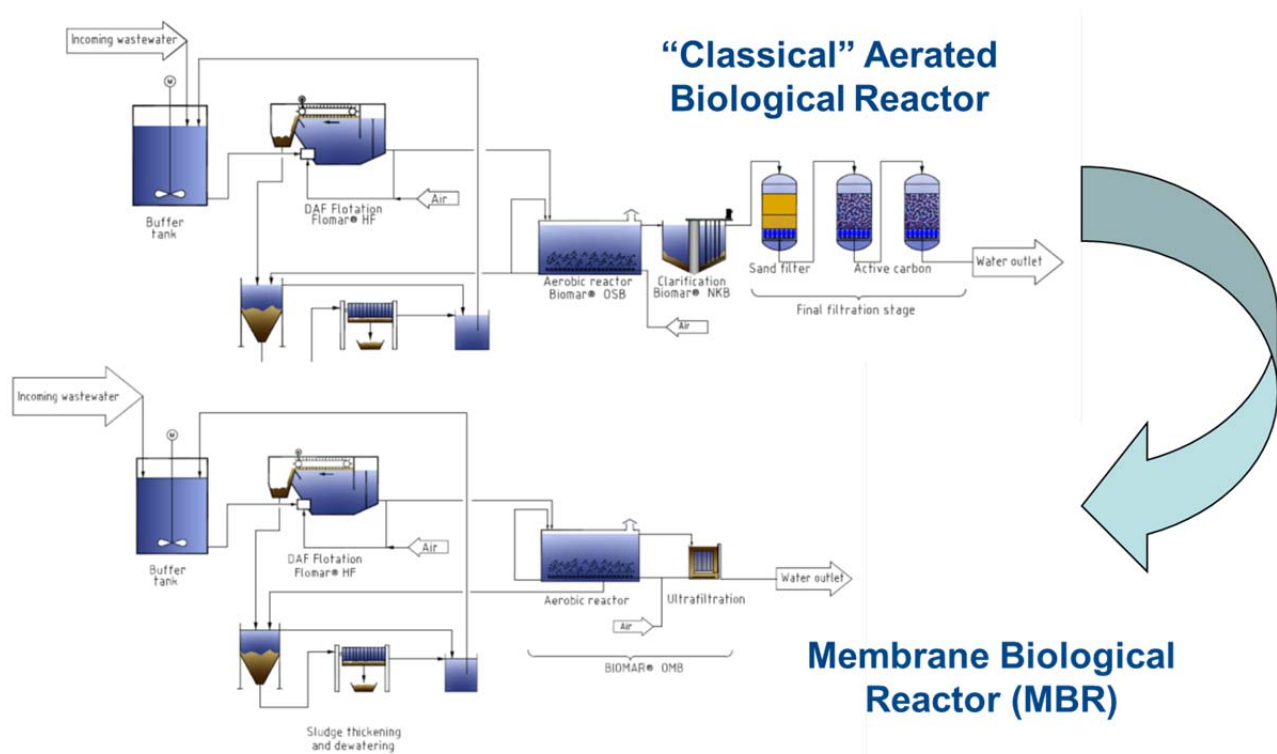 Incoming wastewater
“Classical” Aerated
Biological Reactor
M
Buffer
tank
DAF Flotation
Flomar® HF
Air
Aerobic reactor
Biomar® OSB
Clarification
Biomar® NKB
Air
Sand filter
Active carbon
Water outlet
Final filtration stage
Incoming wastewater
M
Buffer
tank
DAF Flotation
Flomar® HF
Air
Aerobic reactor
Ultrafiltration
Water outlet
Air
BIOMAR® OMB
Sludge thickening
and dewatering
Membrane Biological
Reactor (MBR)